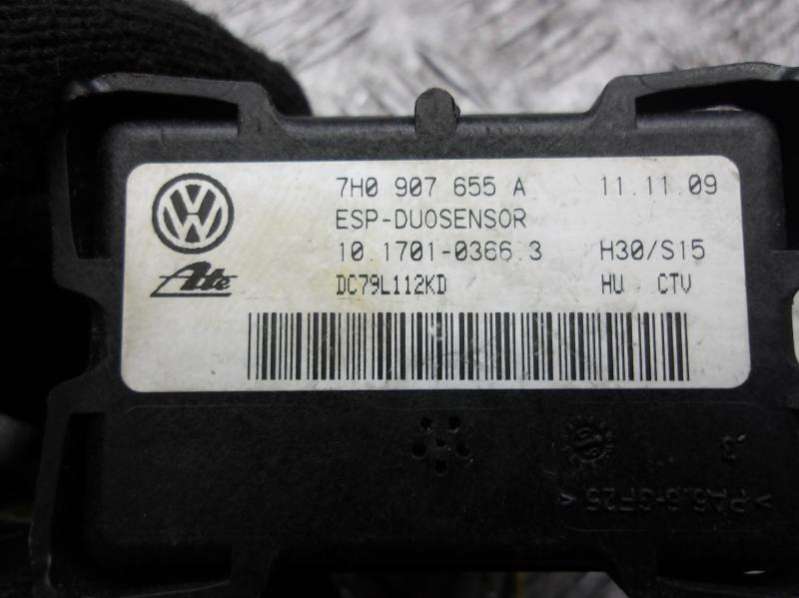 7H0 907 655 A 11.11.09
ESP-DUOSENSOR
10.1701-0366.3 H30/S15
Ate DC79L112KD HU CTV